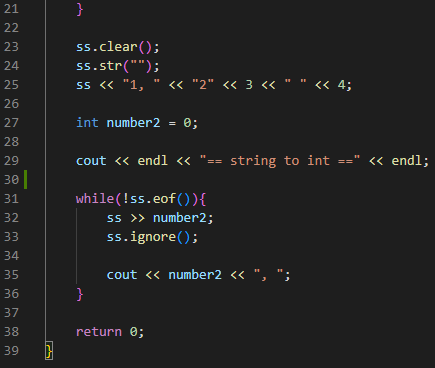 21 }
22
23 ss.clear();
24 ss.str("");
25 ss << "1, " << "2" << 3 << " " << 4;
26
27 int number2 = 0;
28
29 cout << endl << "== string to int ==" << endl;
30
31 while(!ss.eof()){
32 ss >> number2;
33 ss.ignore();
34
35 cout << number2 << ", ";
36 }
37
38 return 0;
39 }